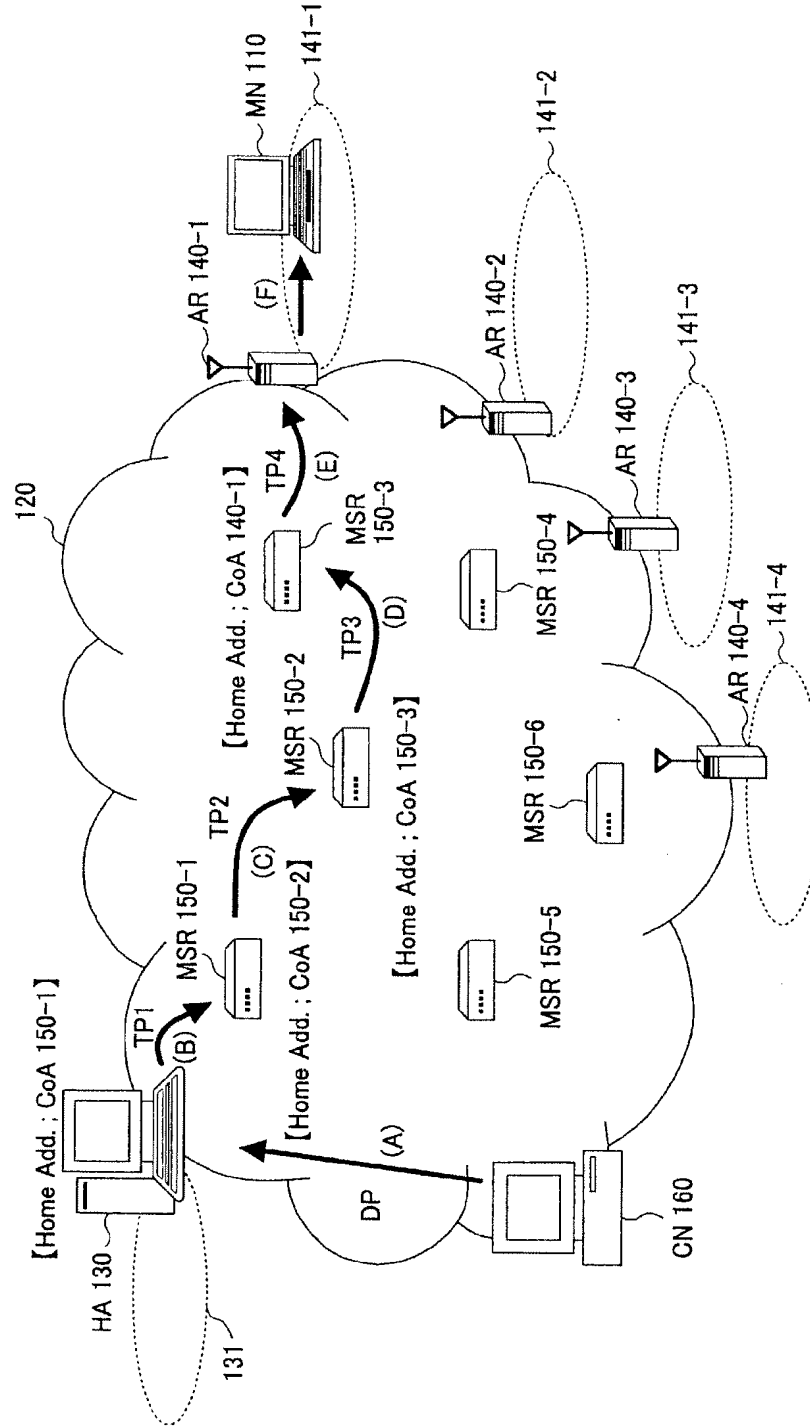 120
【Home Add. ; CoA 150-1】
HA 130
131
TP1
(B)
MSR 150-1
【Home Add. ; CoA 150-2】
TP2
(C)
MSR 150-2
【Home Add. ; CoA 150-3】
TP3
(D)
【Home Add. ; CoA 140-1】
MSR
150-3
TP4
(E)
AR 140-1
(F)
MN 110
141-1
AR 140-2
141-2
AR 140-3
141-3
AR 140-4
141-4
MSR 150-4
MSR 150-6
MSR 150-5
DP
(A)
CN 160